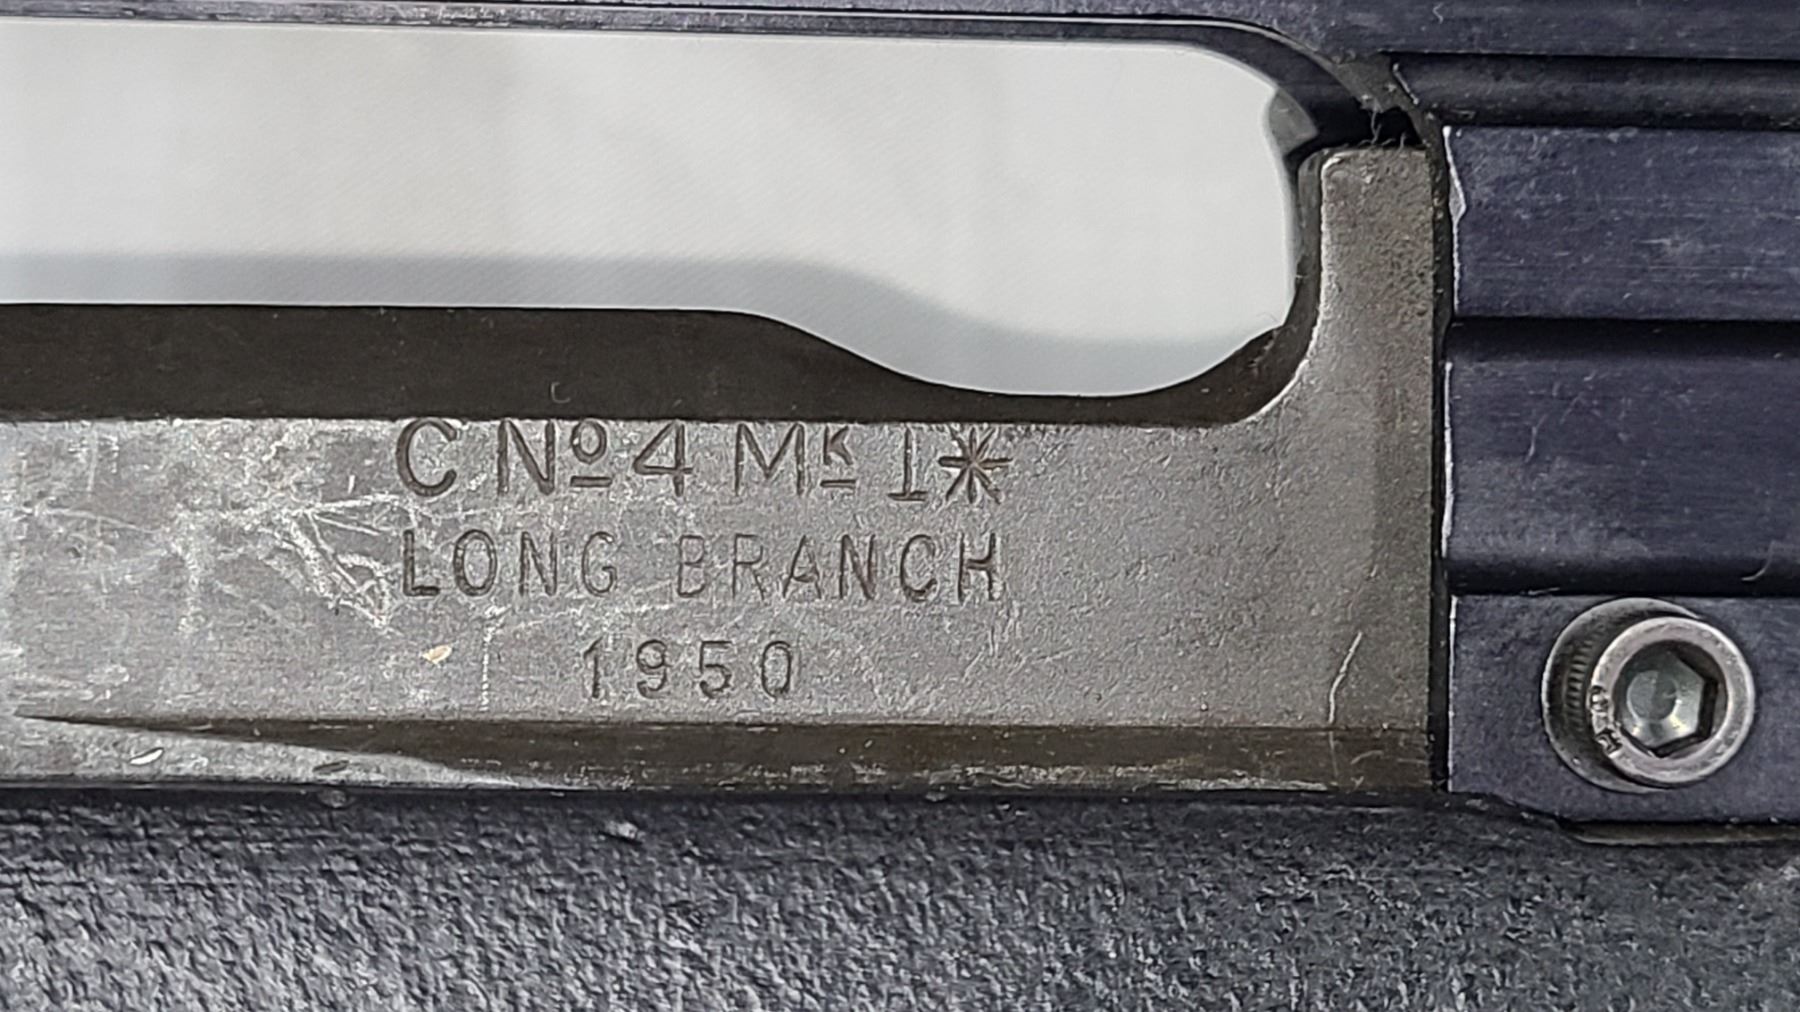 C Nº 4 Mᴷ I*
LONG BRANCH
1950